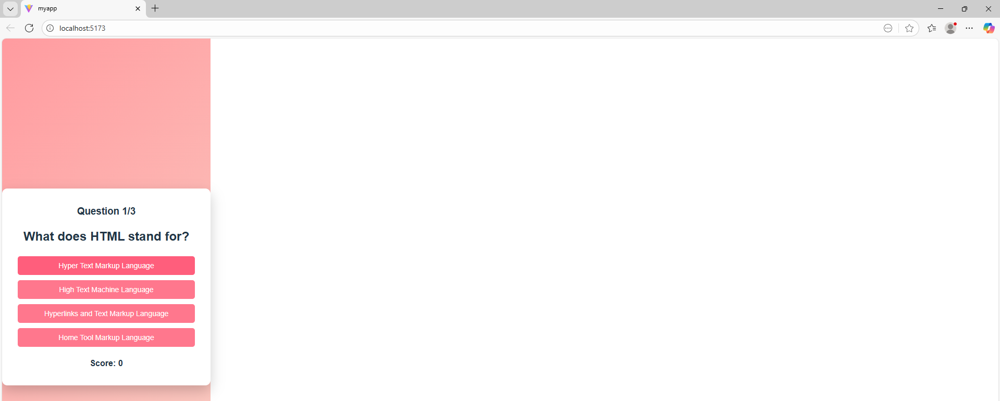 myapp
localhost:5173
Question 1/3
What does HTML stand for?
Hyper Text Markup Language
High Text Machine Language
Hyperlinks and Text Markup Language
Home Tool Markup Language
Score: 0